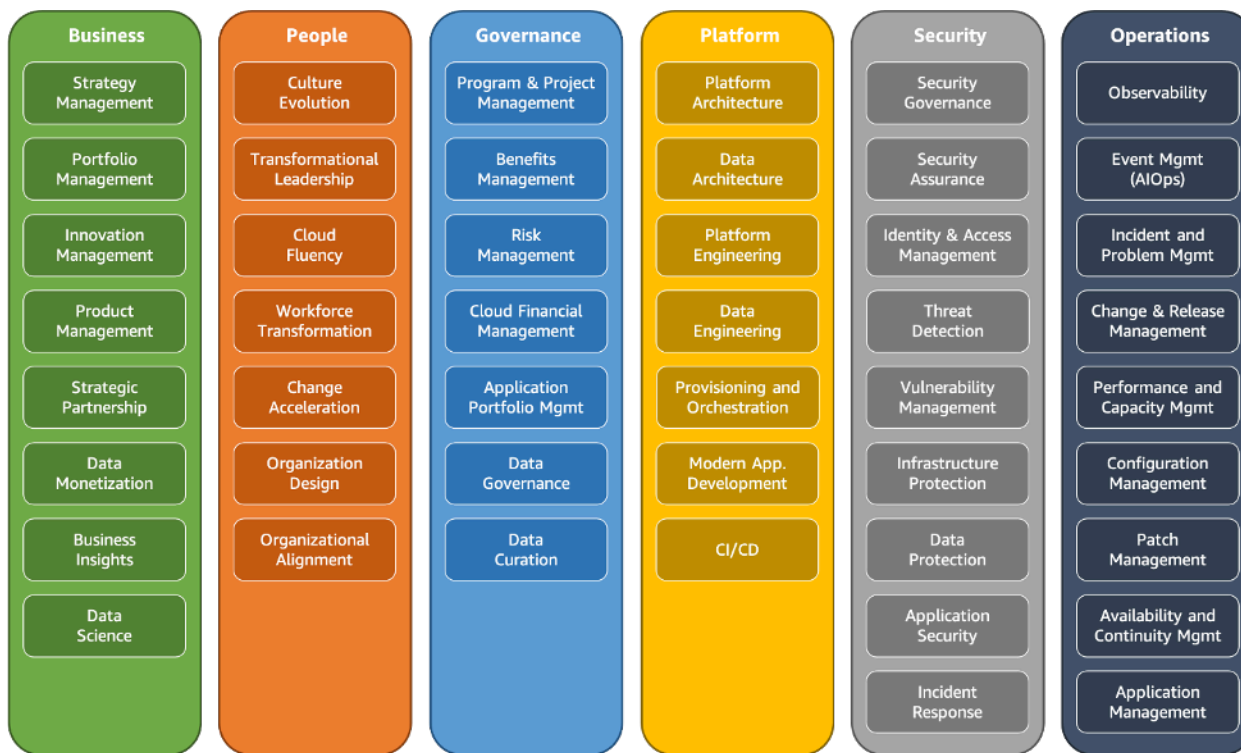 Business
Strategy
Management
Portfolio
Management
Innovation
Management
Product
Management
Strategic
Partnership
Data
Monetization
Business
Insights
Data
Science
People
Culture
Evolution
Transformational
Leadership
Cloud
Fluency
Workforce
Transformation
Change
Acceleration
Organization
Design
Organizational
Alignment
Governance
Program & Project
Management
Benefits
Management
Risk
Management
Cloud Financial
Management
Application
Portfolio Mgmt
Data
Governance
Data
Curation
Platform
Platform
Architecture
Data
Architecture
Platform
Engineering
Data
Engineering
Provisioning and
Orchestration
Modern App.
Development
CI/CD
Security
Security
Governance
Security
Assurance
Identity & Access
Management
Threat
Detection
Vulnerability
Management
Infrastructure
Protection
Data
Protection
Application
Security
Incident
Response
Operations
Observability
Event Mgmt
(AIOps)
Incident and
Problem Mgmt
Change & Release
Management
Performance and
Capacity Mgmt
Configuration
Management
Patch
Management
Availability and
Continuity Mgmt
Application
Management